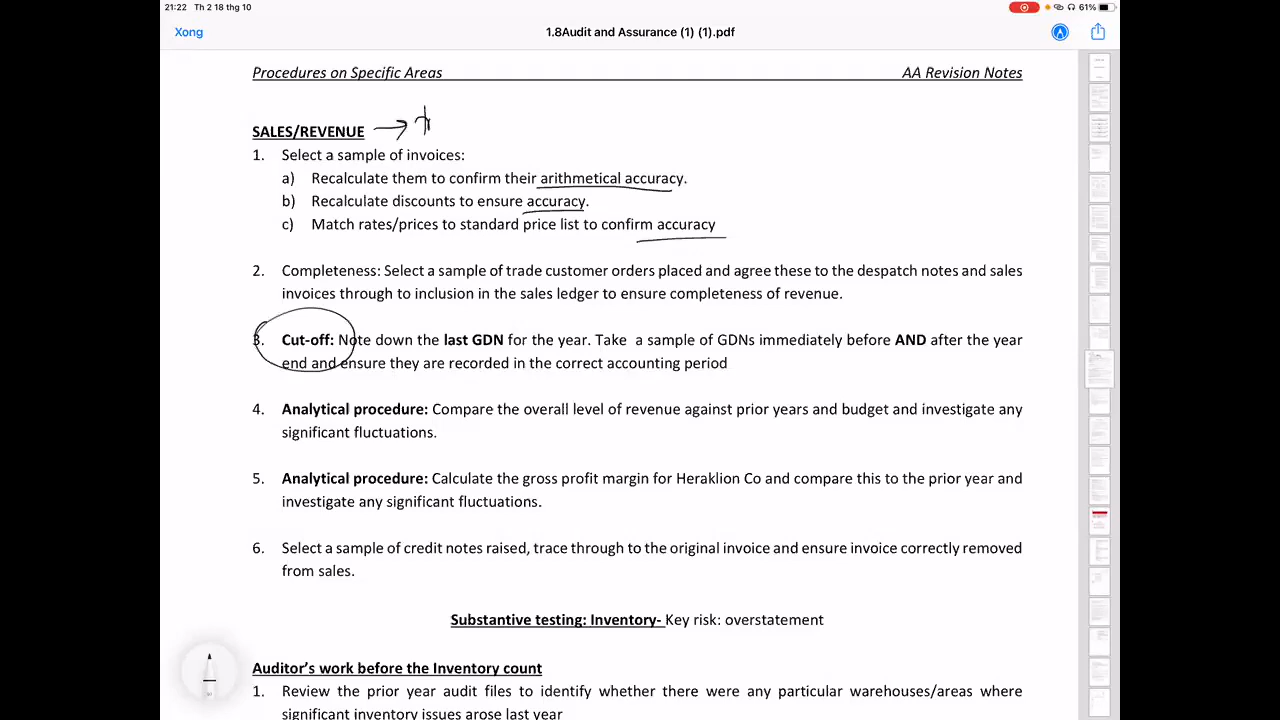 21:22 Th 2 18 thg 10 61%
Xong 1.8Audit and Assurance (1) (1).pdf
Procedures on Specific Areas AA Revision Notes
SALES/REVENUE
1. Select a sample of invoices:
a) Recalculate them to confirm their arithmetical accuracy.
b) Recalculate discounts to ensure accuracy.
c) Match rates/prices to standard price list to confirm accuracy
2. Completeness: Select a sample of trade customer orders placed and agree these to the despatch notes and sales
invoices through to inclusion in the sales ledger to ensure completeness of revenue.
3. Cut-off: Note down the last GDN for the year. Take a sample of GDNs immediately before AND after the year
end and ensure they are recorded in the correct accounting period
4. Analytical procedure: Compare the overall level of revenue against prior years and budget and investigate any
significant fluctuations.
5. Analytical procedure: Calculate the gross profit margin for Heraklion Co and compare this to the prior year and
investigate any significant fluctuations.
6. Select a sample of credit notes raised, trace through to the original invoice and ensure invoice correctly removed
from sales.
Substantive testing: Inventory- Key risk: overstatement
Auditor's work before the Inventory count
1. Review the prior year audit files to identify whether there were any particular warehouses/areas where
significant inventory issues arose last year